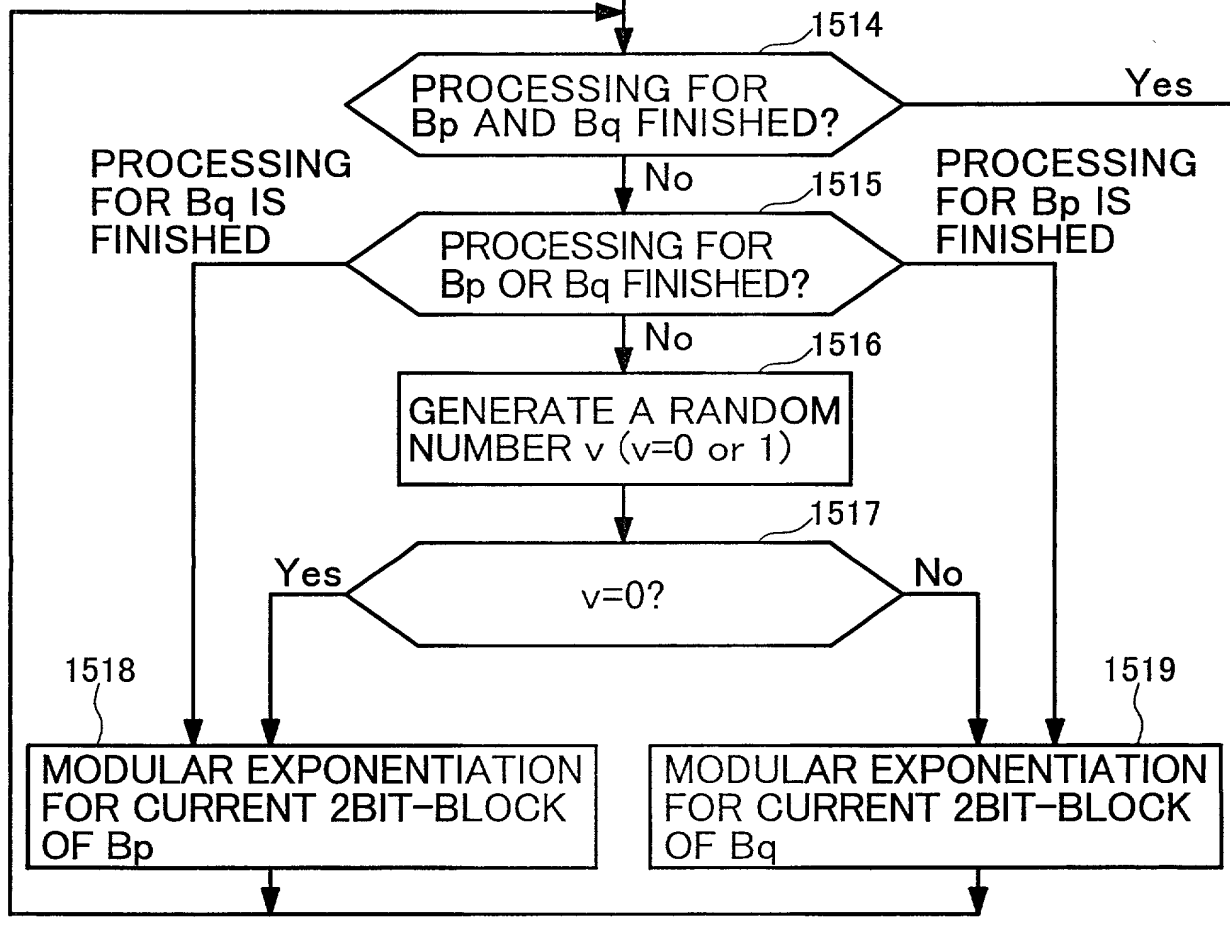 1514
PROCESSING FOR
Bp AND Bq FINISHED?
Yes
No
PROCESSING
FOR Bq IS
FINISHED
1515
PROCESSING
FOR Bp IS
FINISHED
PROCESSING FOR
Bp OR Bq FINISHED?
No
1516
GENERATE A RANDOM
NUMBER v (v=0 or 1)
1517
Yes
v=0?
No
1518
MODULAR EXPONENTIATION
FOR CURRENT 2BIT-BLOCK
OF Bp
1519
MODULAR EXPONENTIATION
FOR CURRENT 2BIT-BLOCK
OF Bq